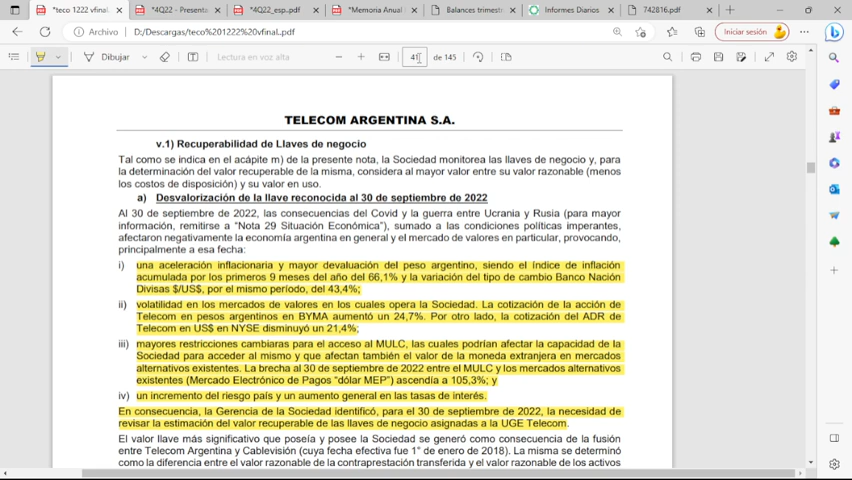 *teco 1222 vfinal.
*4Q22 - Presenta
*4Q22_esp..pdf
*Memoria Anual
Balances trimest
Informes Diarios
742816.pdf
Archivo | D:/Descargas/teco%201222%20vfinal..pdf
Iniciar sesión
Dibujar
Lectura en voz alta
41 de 145
TELECOM ARGENTINA S.A.
v.1) Recuperabilidad de Llaves de negocio
Tal como se indica en el acápite m) de la presente nota, la Sociedad monitorea las llaves de negocio y, para
la determinación del valor recuperable de la misma, considera al mayor valor entre su valor razonable (menos
los costos de disposición) y su valor en uso.
a) Desvalorización de la llave reconocida al 30 de septiembre de 2022
Al 30 de septiembre de 2022, las consecuencias del Covid y la guerra entre Ucrania y Rusia (para mayor
información, remitirse a “Nota 29 Situación Económica”), sumado a las condiciones políticas imperantes,
afectaron negativamente la economía argentina en general y el mercado de valores en particular, provocando,
principalmente a esa fecha:
i) una aceleración inflacionaria y mayor devaluación del peso argentino, siendo el índice de inflación
acumulada por los primeros 9 meses del año del 66,1% y la variación del tipo de cambio Banco Nación
Divisas $/US$, por el mismo período, del 43,4%;
ii) volatilidad en los mercados de valores en los cuales opera la Sociedad. La cotización de la acción de
Telecom en pesos argentinos en BYMA aumentó un 24,7%. Por otro lado, la cotización del ADR de
Telecom en US$ en NYSE disminuyó un 21,4%;
iii) mayores restricciones cambiarias para el acceso al MULC, las cuales podrían afectar la capacidad de la
Sociedad para acceder al mismo y que afectan también el valor de la moneda extranjera en mercados
alternativos existentes. La brecha al 30 de septiembre de 2022 entre el MULC y los mercados alternativos
existentes (Mercado Electrónico de Pagos “dólar MEP”) ascendía a 105,3%; y
iv) un incremento del riesgo país y un aumento general en las tasas de interés.
En consecuencia, la Gerencia de la Sociedad identificó, para el 30 de septiembre de 2022, la necesidad de
revisar la estimación del valor recuperable de las llaves de negocio asignadas a la UGE Telecom.
El valor llave más significativo que poseía y posee la Sociedad se generó como consecuencia de la fusión
entre Telecom Argentina y Cablevisión (cuya fecha efectiva fue 1° de enero de 2018). La misma se determinó
como la diferencia entre el valor razonable de la contraprestación transferida y el valor razonable de los activos